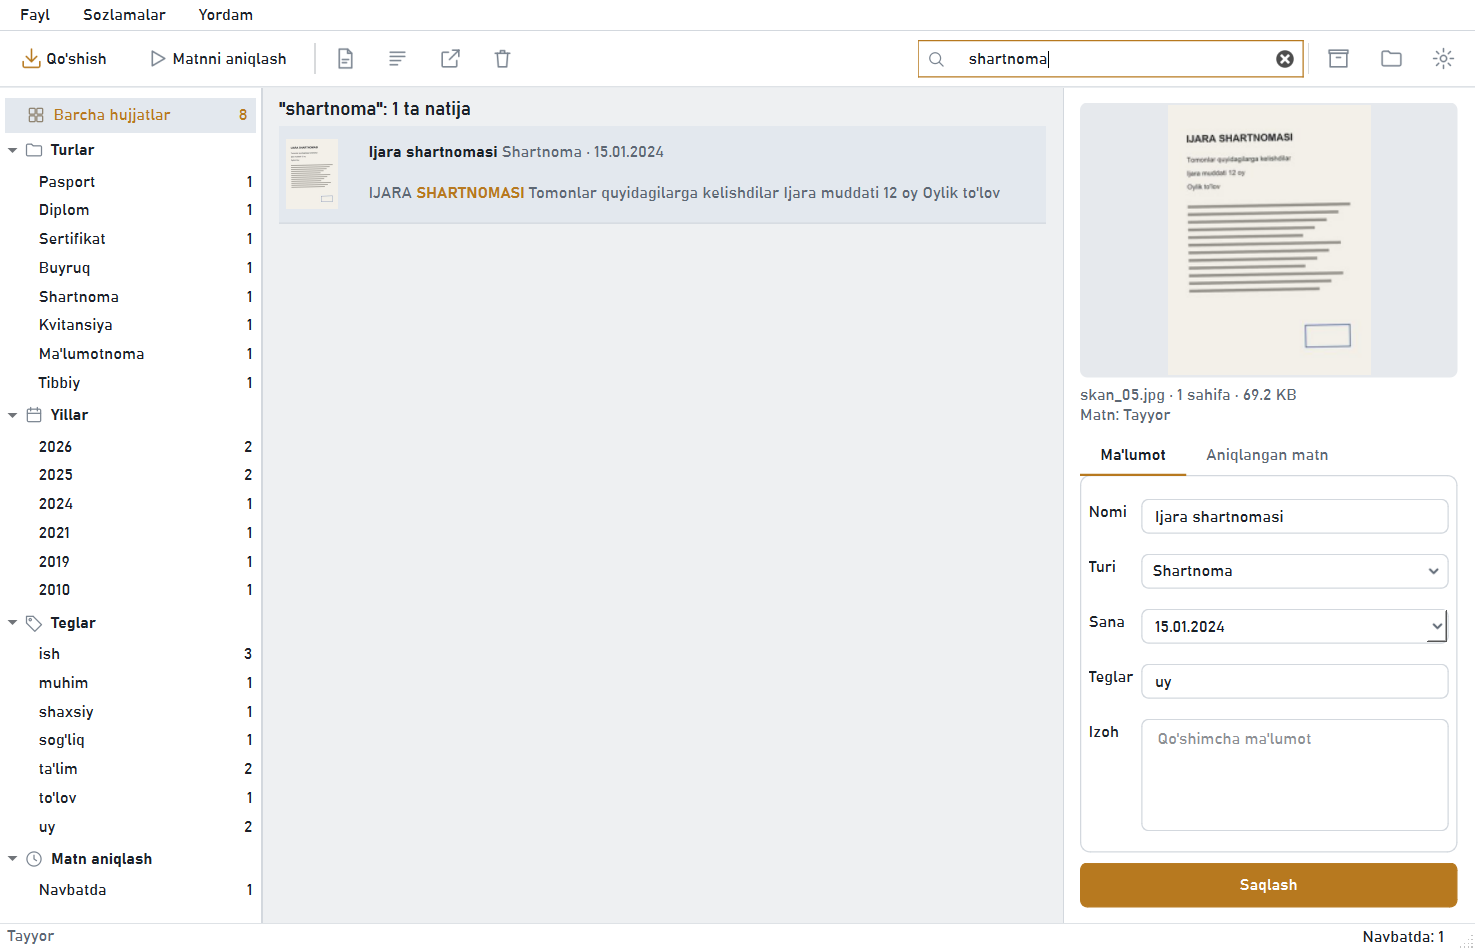 Fayl Sozlamalar Yordam
Qo'shish Matnni aniqlash shartnoma
Barcha hujjatlar 8
Turlar
Pasport 1
Diplom 1
Sertifikat 1
Buyruq 1
Shartnoma 1
Kvitansiya 1
Ma'lumotnoma 1
Tibbiy 1
Yillar
2026 2
2025 2
2024 1
2021 1
2019 1
2010 1
Teglar
ish 3
muhim 1
shaxsiy 1
sog'liq 1
ta'lim 2
to'lov 1
uy 2
Matn aniqlash
Navbatda 1
"shartnoma": 1 ta natija
Ijara shartnomasi Shartnoma · 15.01.2024
IJARA SHARTNOMASI Tomonlar quyidagilarga kelishdilar Ijara muddati 12 oy Oylik to'lov
IJARA SHARTNOMASI
Tomonlar quyidagilarga kelishdilar
Ijara muddati 12 oy
Oylik to'lov
skan_05.jpg · 1 sahifa · 69.2 KB
Matn: Tayyor
Ma'lumot Aniqlangan matn
Nomi Ijara shartnomasi
Turi Shartnoma
Sana 15.01.2024
Teglar uy
Izoh Qo'shimcha ma'lumot
Saqlash
Tayyor Navbatda: 1